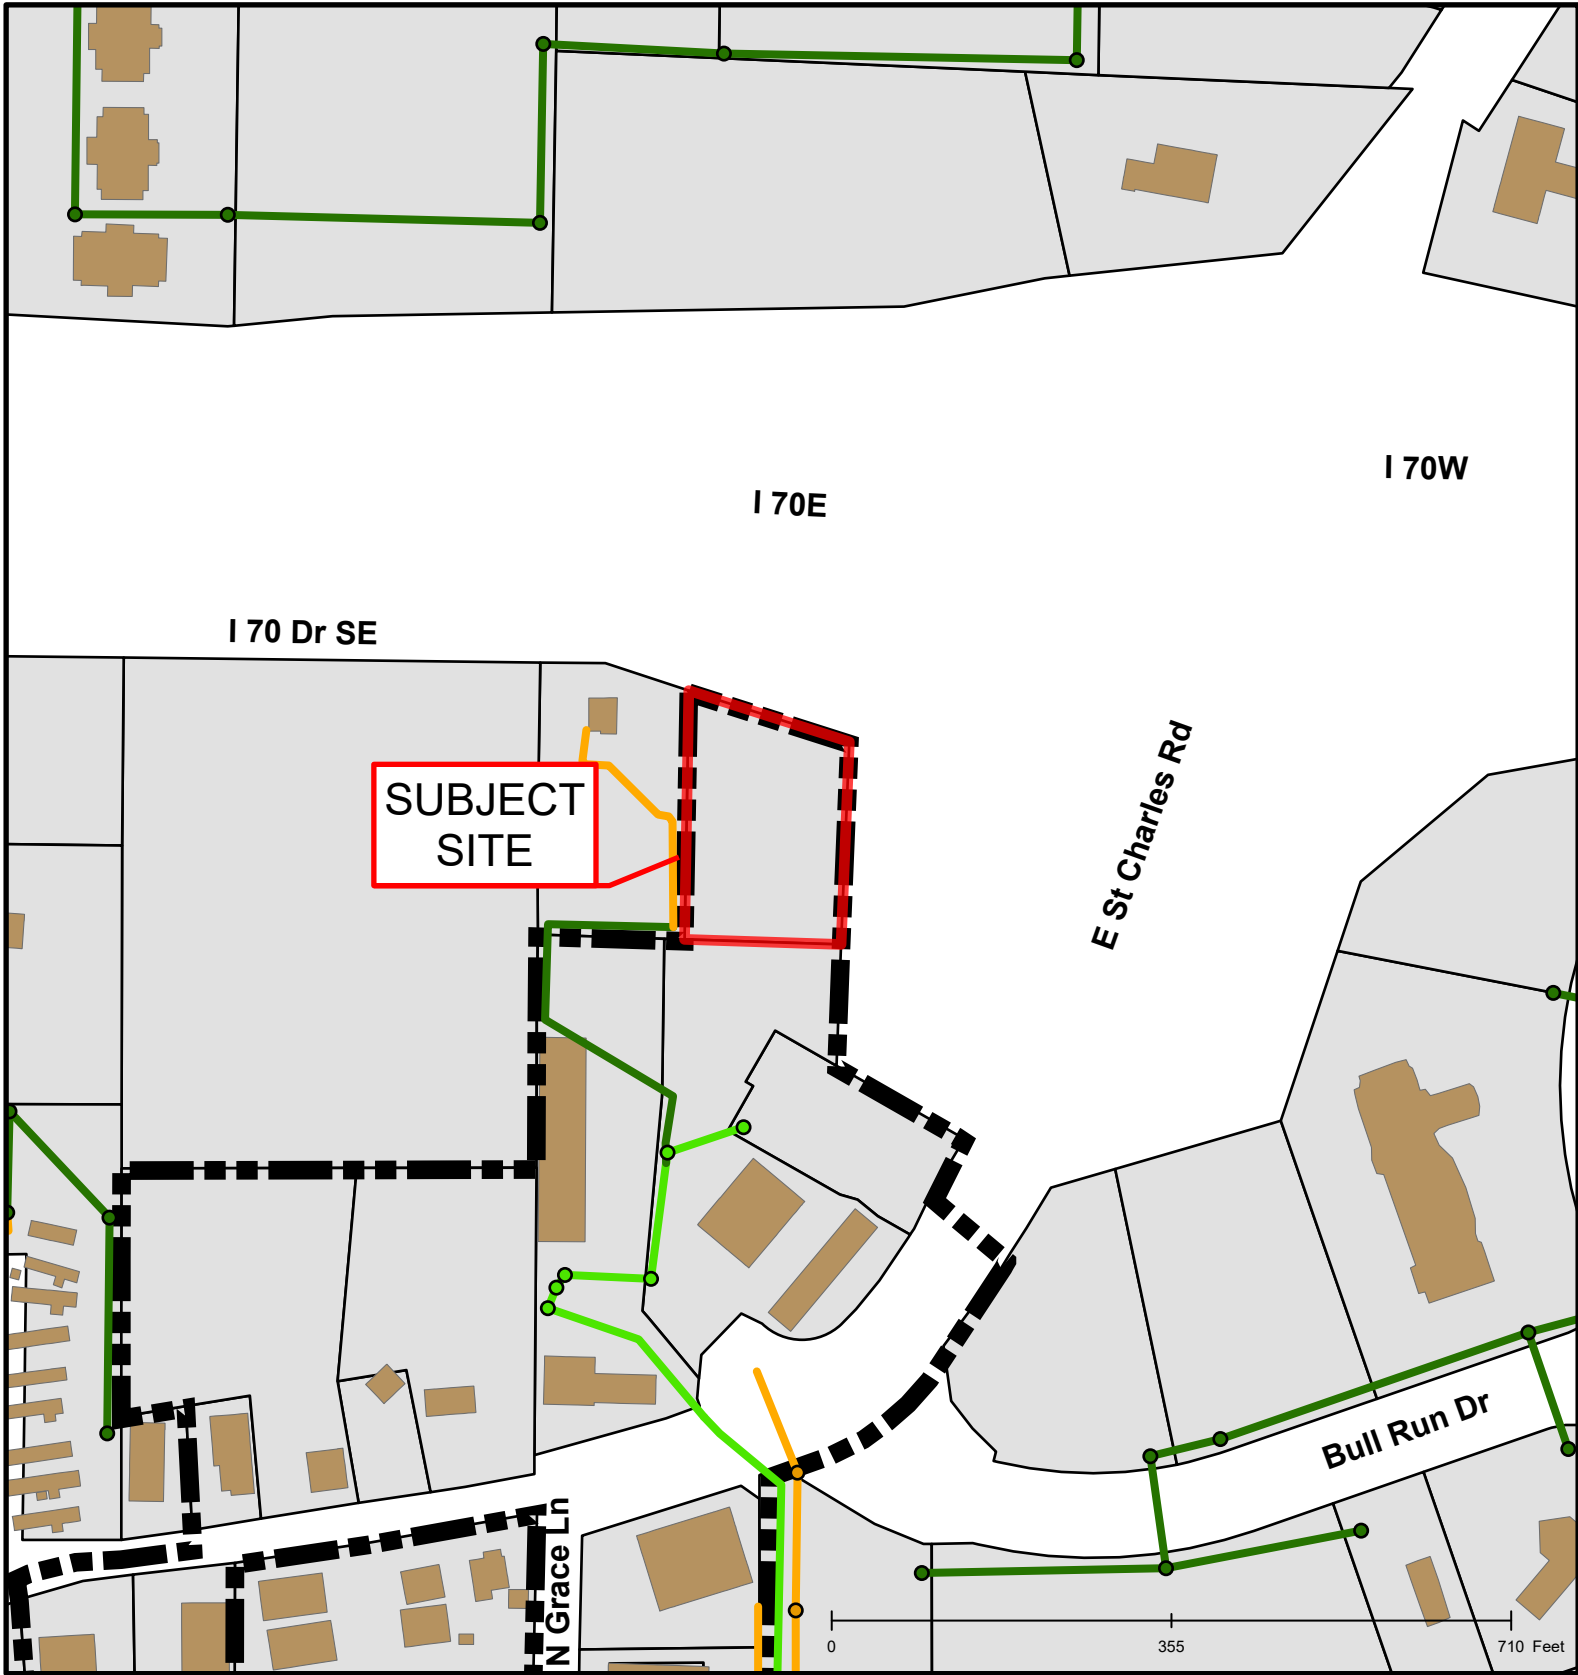 I 70W
I 70E
I 70 Dr SE
SUBJECT
SITE
E St Charles Rd
Bull Run Dr
N Grace Ln
0 355 710 Feet